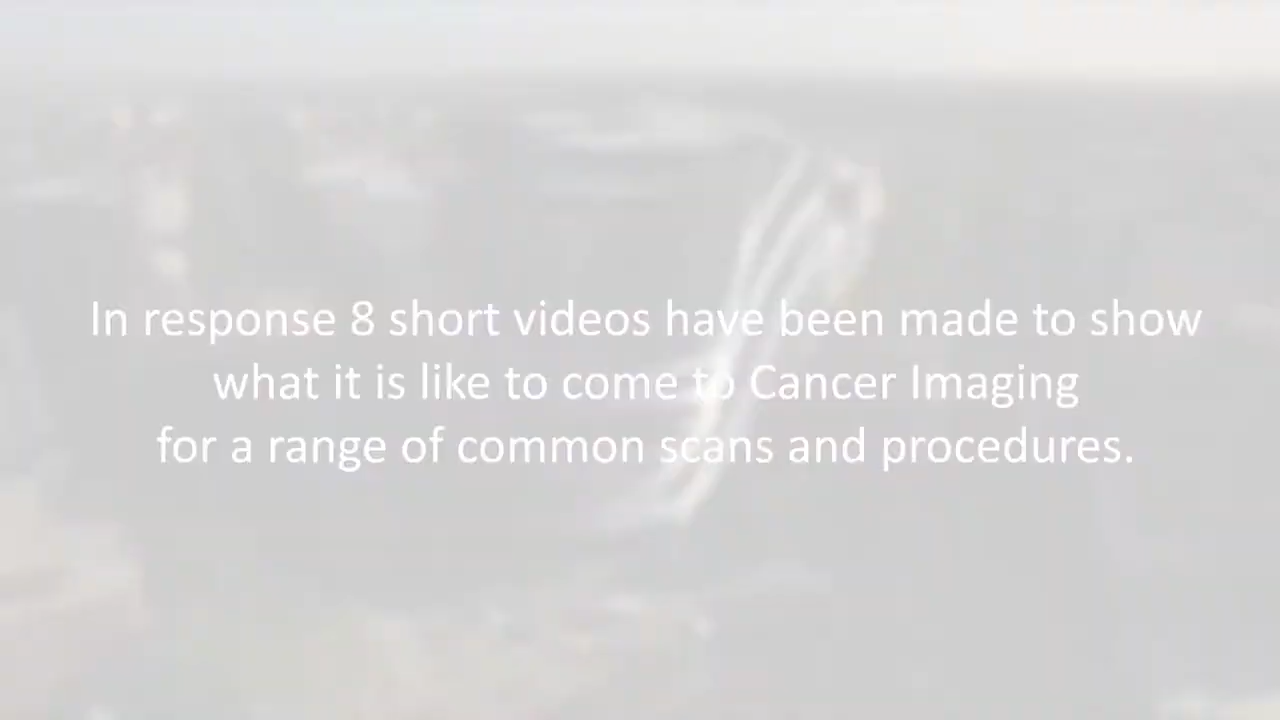 In response 8 short videos have been made to show
what it is like to come to Cancer Imaging
for a range of common scans and procedures.